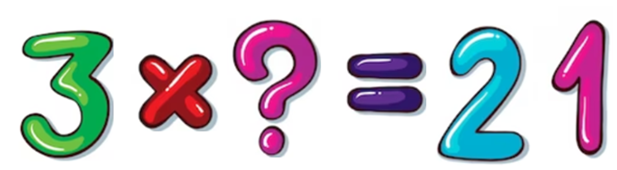 3 × ? = 21